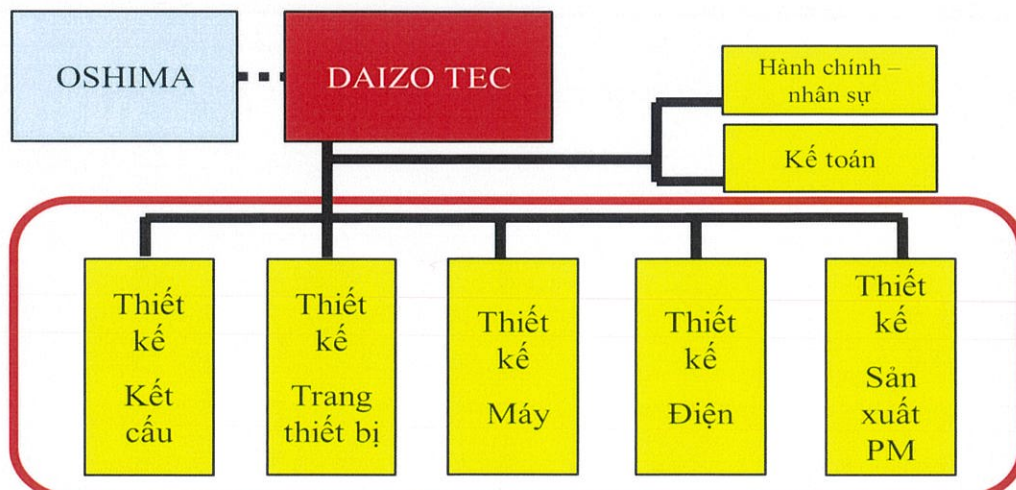 OSHIMA
DAIZO TEC
Hành chính –
nhân sự
Kế toán
Thiết
kế
Kết
cấu
Thiết
kế
Trang
thiết bị
Thiết
kế
Máy
Thiết
kế
Điện
Thiết
kế
Sản
xuất
PM